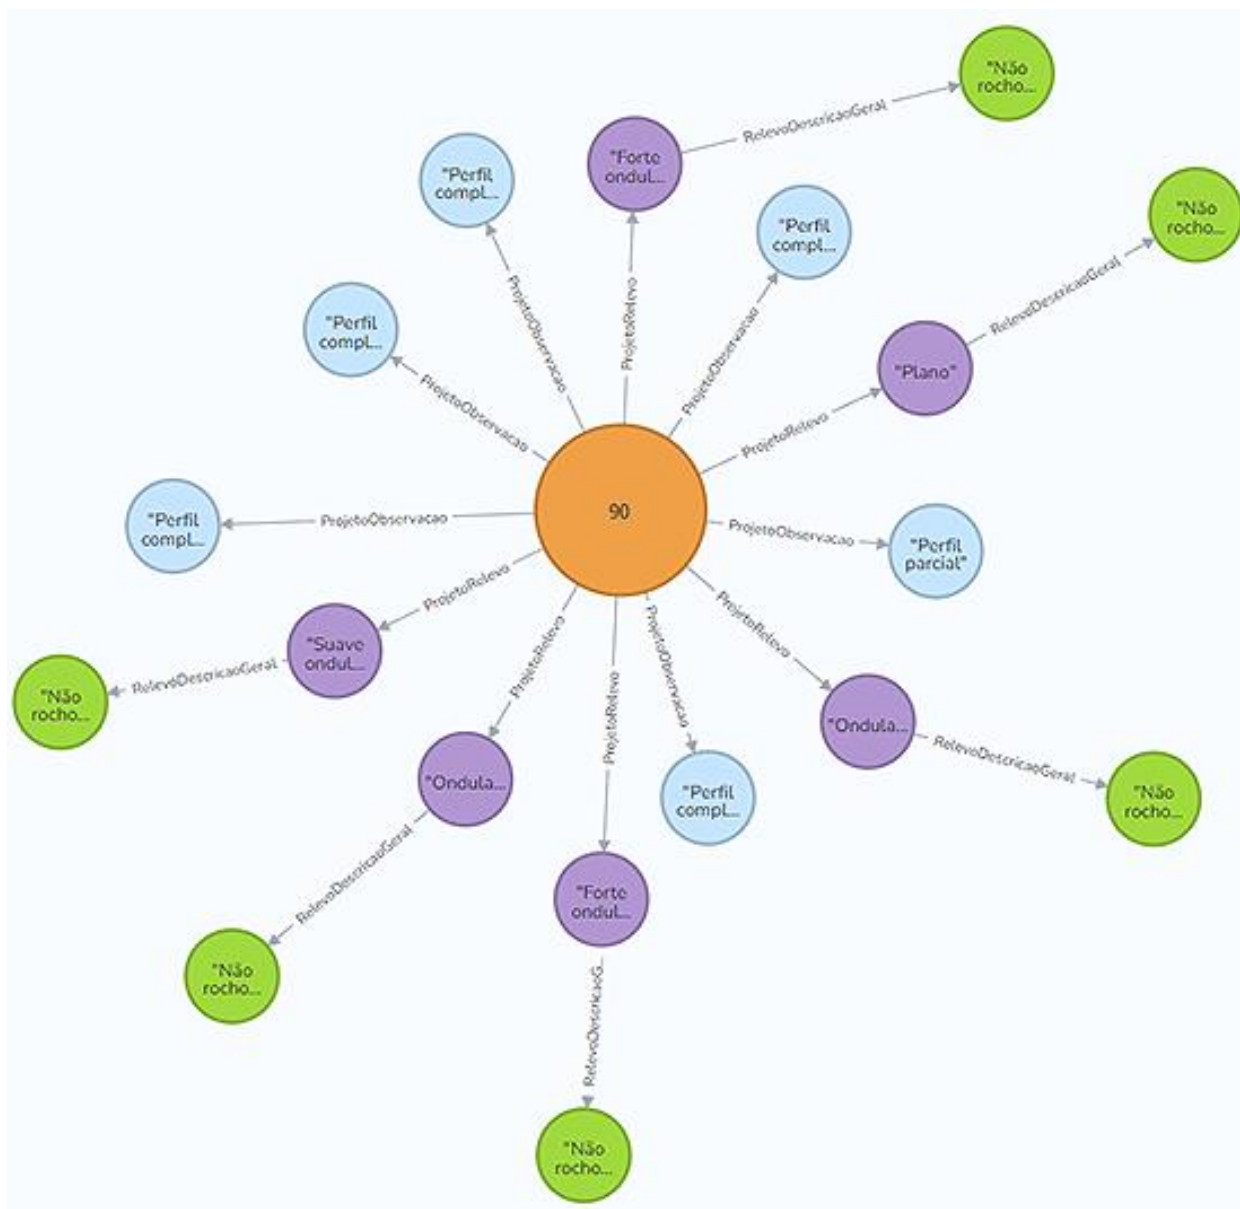 "Não
rocho...
RelevoDescricaoGeral
"Forte
ondul...
"Perfil
compl...
"Não
rocho...
"Perfil
compl...
RelevoDescricaoGeral
ProjetoObservacao
ProjetoRelevo
"Perfil
compl...
ProjetoObservacao
"Plano"
ProjetoObservacao
ProjetoRelevo
"Perfil
compl...
ProjetoObservacao
90
ProjetoObservacao
"Perfil
parcial"
ProjetoRelevo
"Suave
ondul...
RelevoDescricaoGeral
"Não
rocho...
ProjetoRelevo
ProjetoRelevo
ProjetoObservacao
ProjetoRelevo
"Ondula...
RelevoDescricaoGeral
"Não
rocho...
"Ondula...
"Perfil
compl...
RelevoDescricaoGeral
"Forte
ondul...
"Não
rocho...
RelevoDescricaoG...
"Não
rocho...